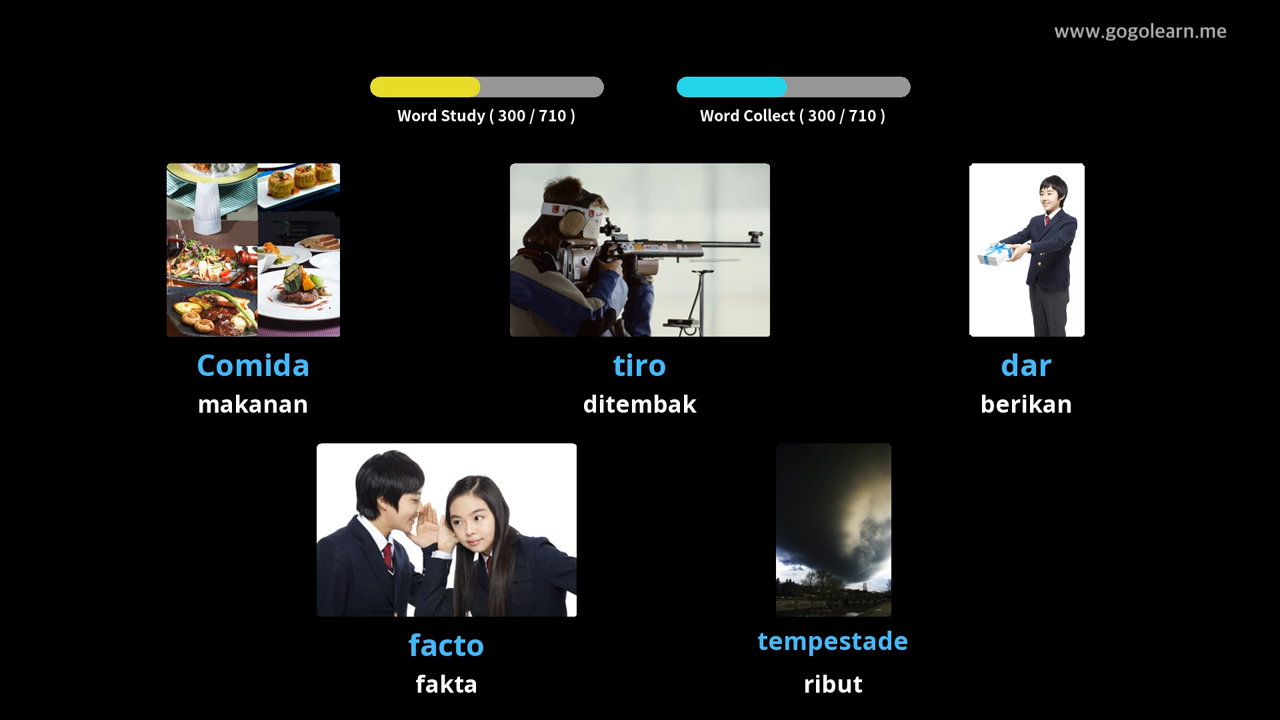 www.gogolearn.me
Word Study ( 300 / 710 )
Word Collect ( 300 / 710 )
Comida
makanan
tiro
ditembak
dar
berikan
facto
fakta
tempestade
ribut